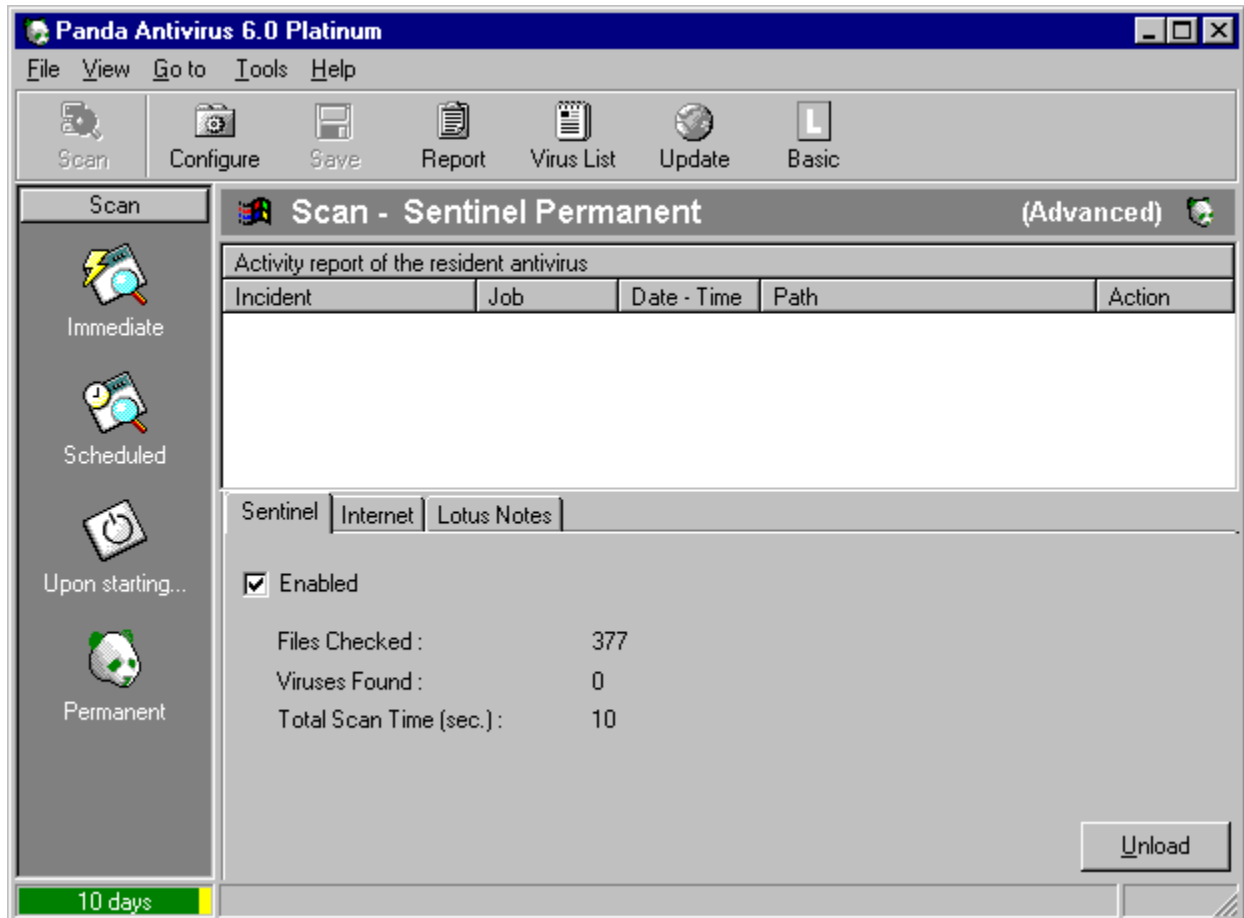 Panda Antivirus 6.0 Platinum
File View Go to Tools Help
Scan Configure Save Report Virus List Update L Basic
Scan
Immediate
Scheduled
Upon starting...
Permanent
Scan - Sentinel Permanent (Advanced)
Activity report of the resident antivirus
Incident Job Date - Time Path Action
Sentinel Internet Lotus Notes
Enabled
Files Checked : 377
Viruses Found : 0
Total Scan Time (sec.) : 10
Unload
10 days